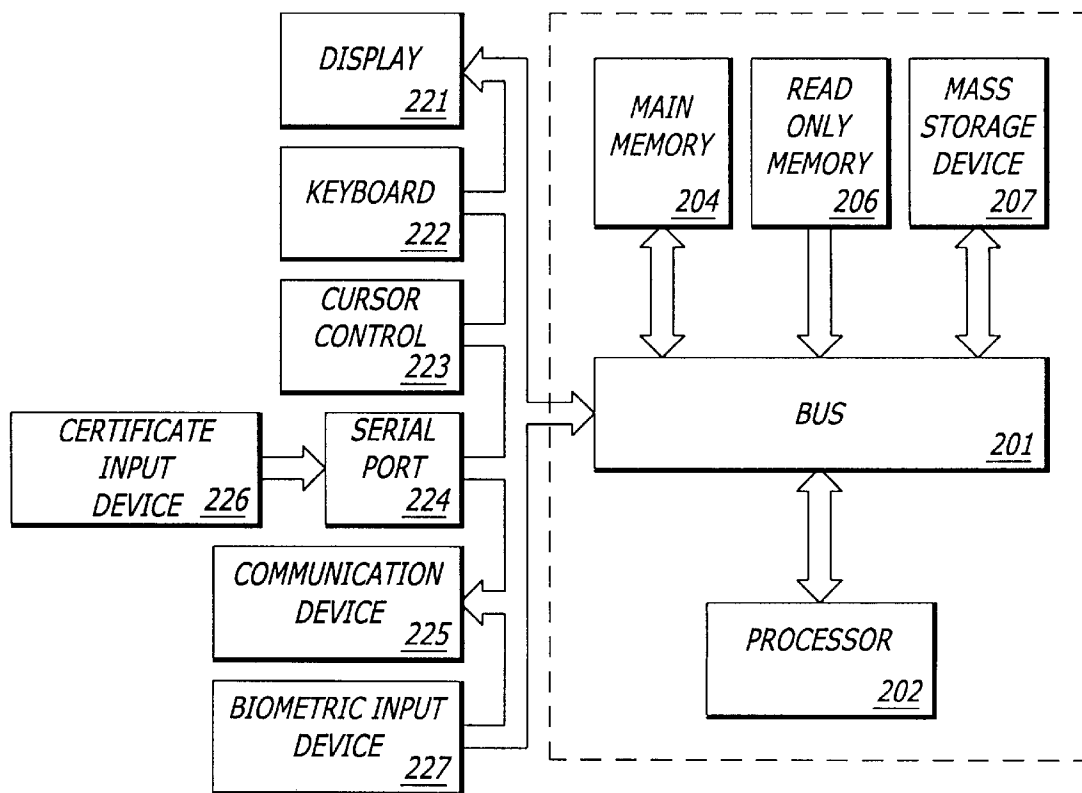 DISPLAY
221
KEYBOARD
222
CURSOR
CONTROL
223
CERTIFICATE
INPUT
DEVICE
226
SERIAL
PORT
224
COMMUNICATION
DEVICE
225
BIOMETRIC INPUT
DEVICE
227
MAIN
MEMORY
204
READ
ONLY
MEMORY
206
MASS
STORAGE
DEVICE
207
BUS
201
PROCESSOR
202